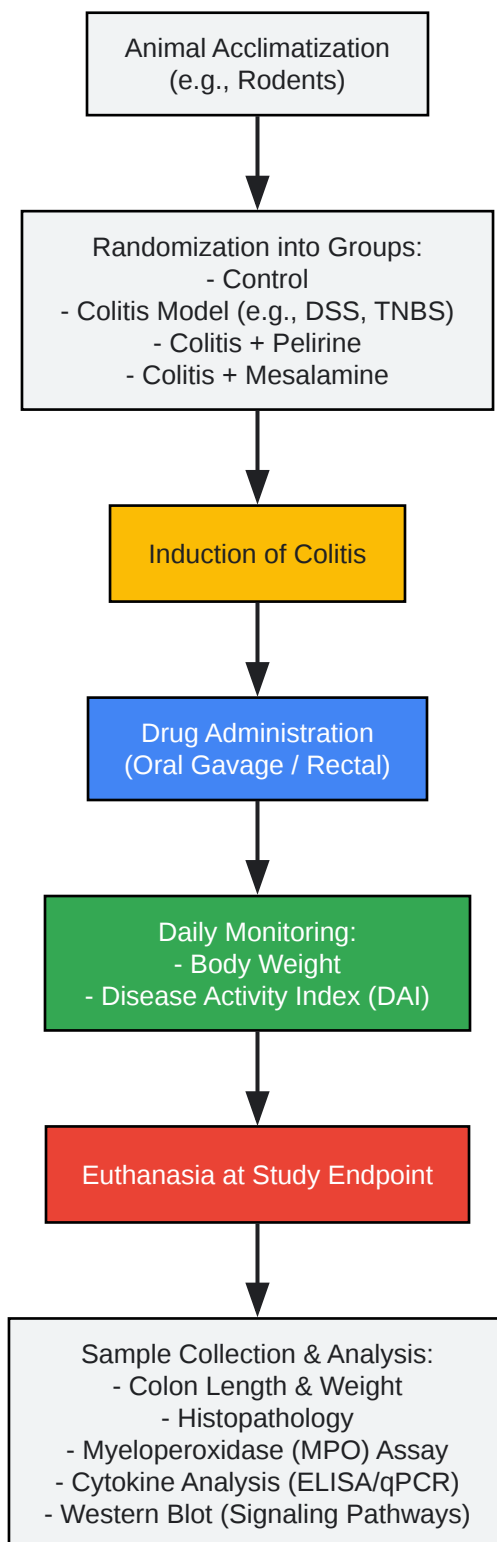 Animal Acclimatization
(e.g., Rodents)
Randomization into Groups:
- Control
- Colitis Model (e.g., DSS, TNBS)
- Colitis + Pelirine
- Colitis + Mesalamine
Induction of Colitis
Drug Administration
(Oral Gavage / Rectal)
Daily Monitoring:
- Body Weight
- Disease Activity Index (DAI)
Euthanasia at Study Endpoint
Sample Collection & Analysis:
- Colon Length & Weight
- Histopathology
- Myeloperoxidase (MPO) Assay
- Cytokine Analysis (ELISA/qPCR)
- Western Blot (Signaling Pathways)